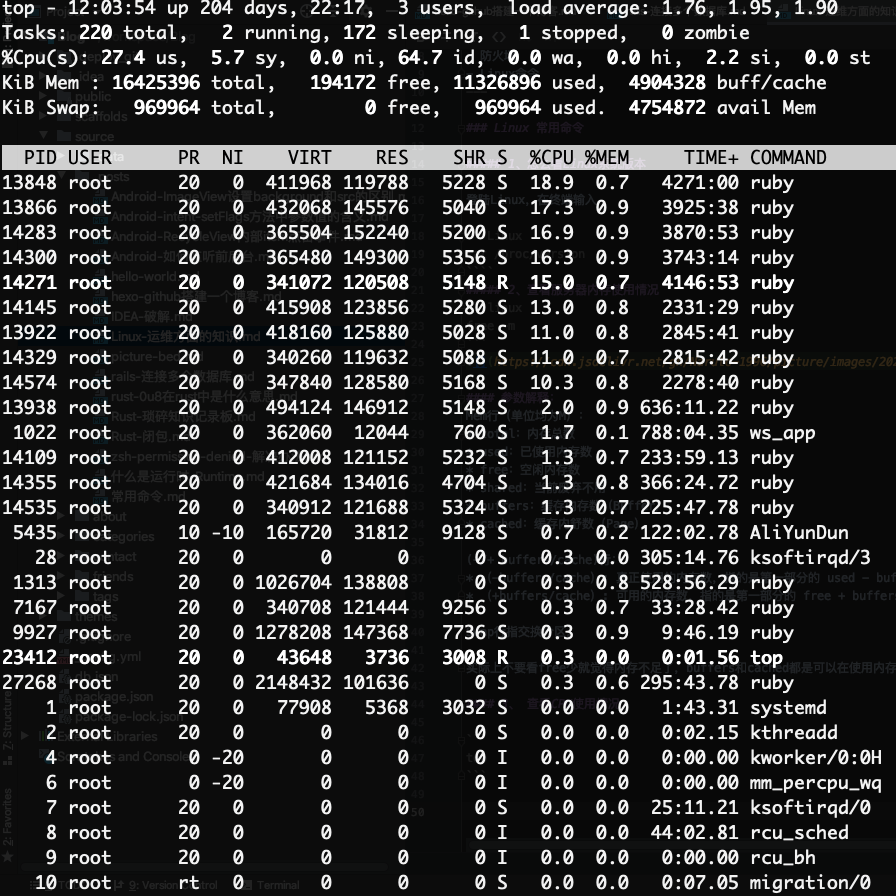 top - 12:03:54 up 204 days, 22:17,  3 users,  load average: 1.76, 1.95, 1.90
Tasks: 220 total,   2 running, 172 sleeping,   1 stopped,   0 zombie
%Cpu(s): 27.4 us,  5.7 sy,  0.0 ni, 64.7 id,  0.0 wa,  0.0 hi,  2.2 si,  0.0 st
KiB Mem : 16425396 total,   194172 free, 11326896 used,  4904328 buff/cache
KiB Swap:   969964 total,        0 free,   969964 used.  4754872 avail Mem
PID USER      PR  NI    VIRT    RES    SHR S  %CPU %MEM     TIME+ COMMAND
13848 root      20   0  411968 119788   5228 S  18.9  0.7   4271:00 ruby
13866 root      20   0  432068 145576   5040 S  17.3  0.9   3925:38 ruby
14283 root      20   0  365504 152240   5200 S  16.9  0.9   3870:53 ruby
14300 root      20   0  365480 149300   5356 S  16.3  0.9   3743:14 ruby
14271 root      20   0  341072 120508   5148 R  15.0  0.7   4146:53 ruby
14145 root      20   0  415908 123856   5280 S  13.0  0.8   2331:29 ruby
13922 root      20   0  418160 125880   5028 S  11.0  0.8   2845:41 ruby
14329 root      20   0  340260 119632   5088 S  11.0  0.7   2815:42 ruby
14574 root      20   0  347840 128580   5168 S  10.3  0.8   2278:40 ruby
13938 root      20   0  494124 146912   5148 S   2.0  0.9 636:11.22 ruby
1022 root      20   0  362060  12044    760 S   1.7  0.1 788:04.35 ws_app
14109 root      20   0  412008 121152   5232 S   1.3  0.7 233:59.13 ruby
14355 root      20   0  421684 134016   4704 S   1.3  0.8 366:24.72 ruby
14535 root      20   0  340912 121688   5324 S   1.3  0.7 225:47.78 ruby
5435 root      10 -10  165720  31812   9128 S   0.7  0.2 122:02.78 AliYunDun
28 root      20   0       0      0      0 S   0.3  0.0 305:14.76 ksoftirqd/3
1313 root      20   0 1026704 138808      0 S   0.3  0.8 528:56.29 ruby
7167 root      20   0  340708 121444   9256 S   0.3  0.7  33:28.42 ruby
9927 root      20   0 1278208 147368   7736 S   0.3  0.9   9:46.19 ruby
23412 root      20   0   43648   3736   3008 R   0.3  0.0   0:01.56 top
27268 root      20   0 2148432 101636      0 S   0.3  0.6 295:43.78 ruby
1 root      20   0   77908   5368   3032 S   0.0  0.0   1:43.31 systemd
2 root      20   0       0      0      0 S   0.0  0.0   0:02.15 kthreadd
4 root       0 -20       0      0      0 I   0.0  0.0   0:00.00 kworker/0:0H
6 root       0 -20       0      0      0 I   0.0  0.0   0:00.00 mm_percpu_wq
7 root      20   0       0      0      0 S   0.0  0.0  25:11.21 ksoftirqd/0
8 root      20   0       0      0      0 I   0.0  0.0  44:02.81 rcu_sched
9 root      20   0       0      0      0 I   0.0  0.0   0:00.00 rcu_bh
10 root      rt   0       0      0      0 S   0.0  0.0   0:07.05 migration/0